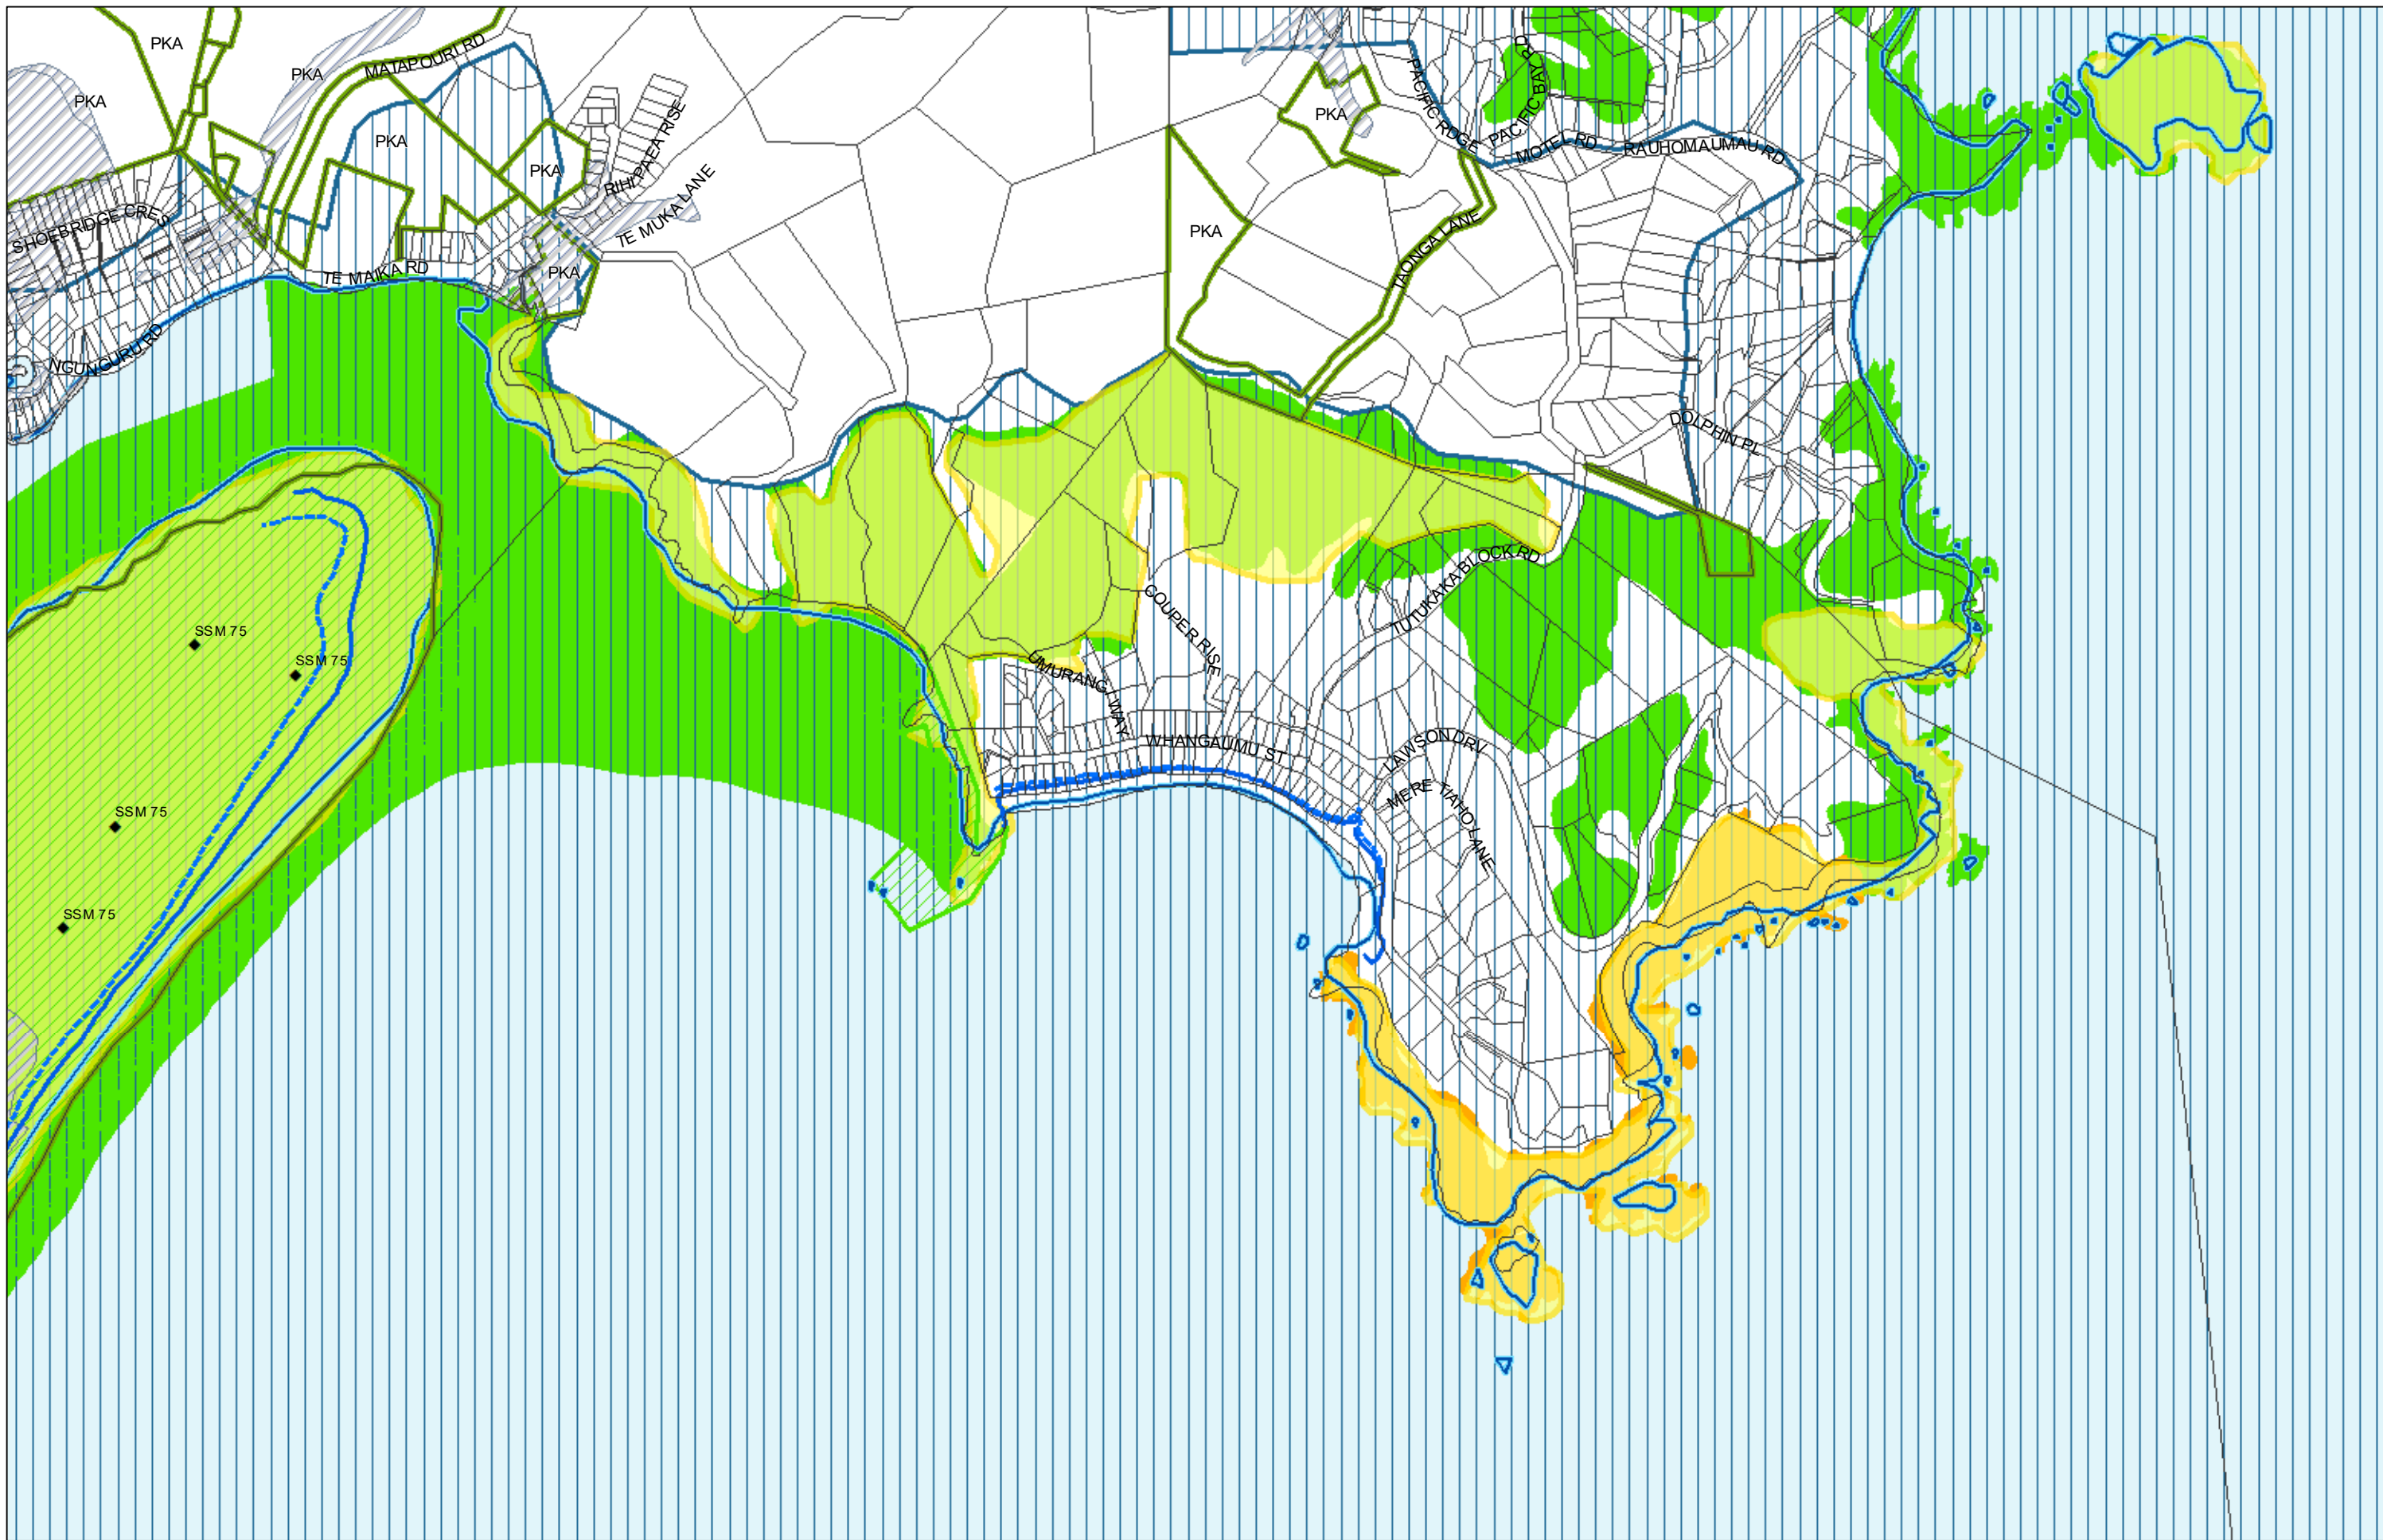 PKA
MATAPOURI RD
PKA
PKA
PKA
PKA
PKA
RIHI PAEA RISE
TE MUKA LANE
SHOEBRIDGE CRES
TE MAIKA RD
PKA
NGUNGURU RD
PACIFIC BAY RD
PACIFIC RDGE
MOTEL RD
RAUHOMAUMAU RD
PKA
TAONGA LANE
DOLPHIN PL
TUTUKAKA BLOCK RD
COUPER RISE
UMURANGI WAY
WHANGAUMU ST
LAWSON DRV
MERE TIAHO LANE
SSM 75
SSM 75
SSM 75
SSM 75